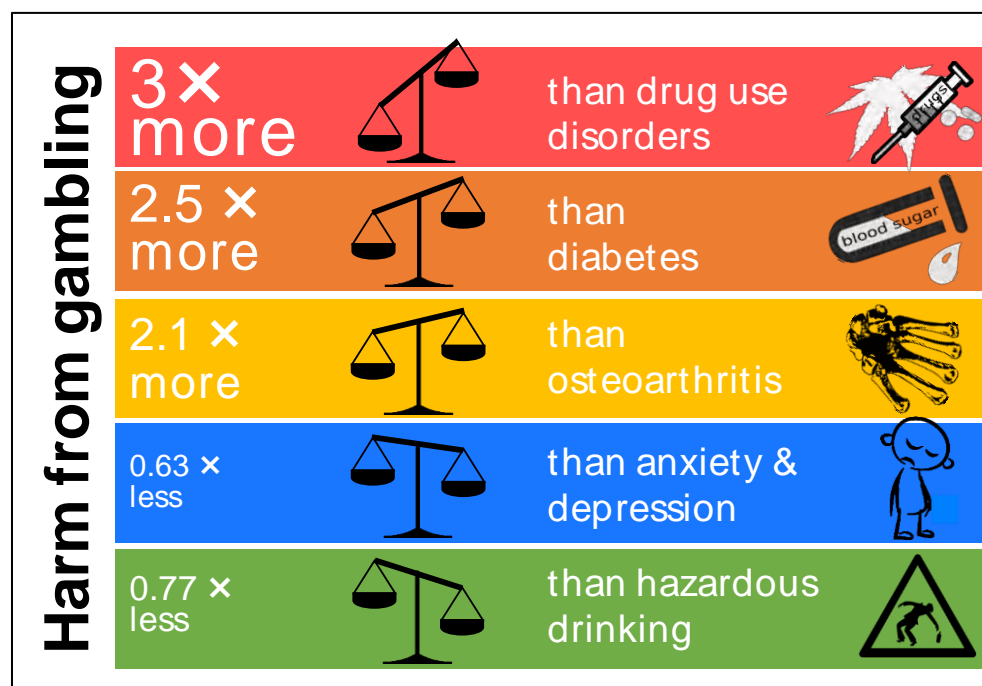 Harm from gambling
3 ×
more
than drug use
disorders
drugs
2.5 ×
more
than
diabetes
blood sugar
2.1 ×
more
than
osteoarthritis
0.63 ×
less
than anxiety &
depression
0.77 ×
less
than hazardous
drinking